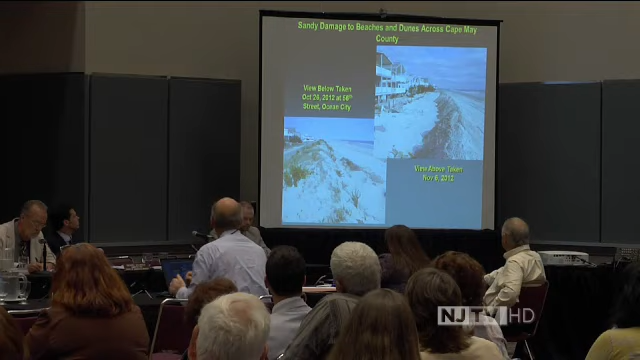 Sandy Damage to Beaches and Dunes Across Cape May
County
View Below Taken
Oct 26, 2012 at 58th
Street, Ocean City
View Above Taken
Nov 6, 2012
NJTV HD